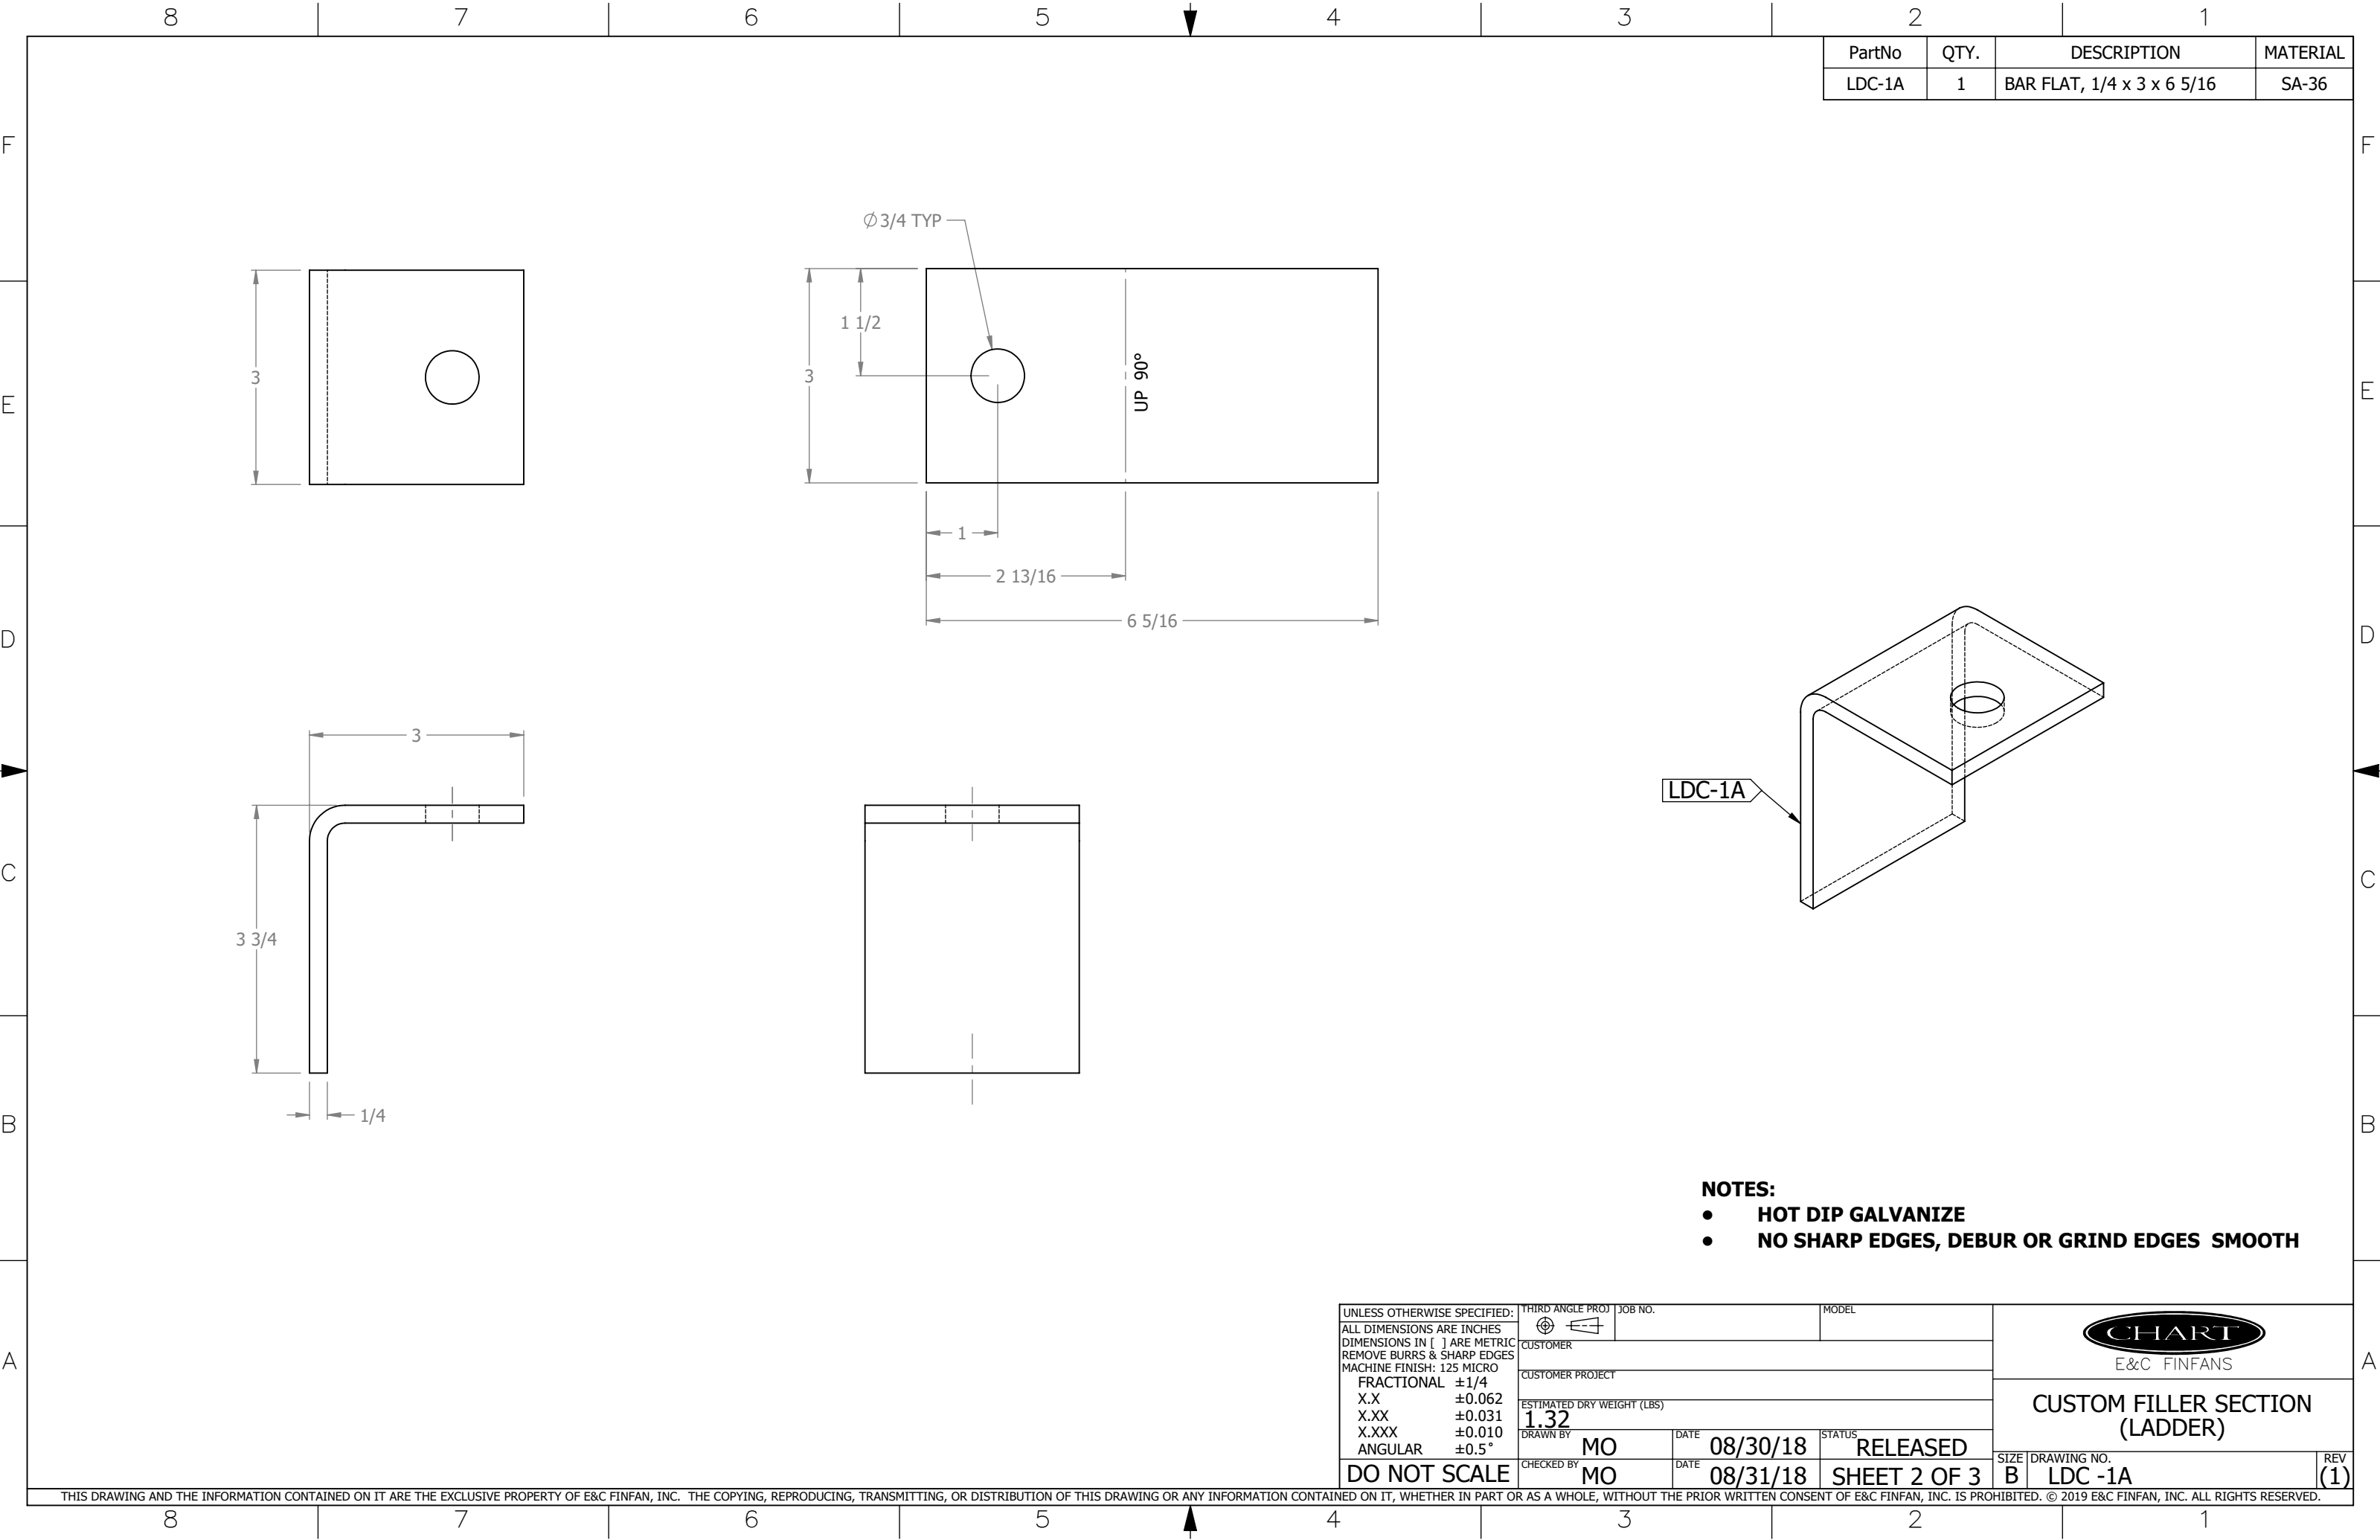 8 7 6 5 4 3 2 1
PartNo QTY. DESCRIPTION MATERIAL
LDC-1A 1 BAR FLAT, 1/4 x 3 x 6 5/16 SA-36
F F
Ø3/4 TYP
1 1/2
3
3
UP 90°
E E
1
2 13/16
6 5/16
D D
3
LDC-1A
C C
3 3/4
1/4
B B
NOTES:
• HOT DIP GALVANIZE
• NO SHARP EDGES, DEBUR OR GRIND EDGES SMOOTH
A A
UNLESS OTHERWISE SPECIFIED:
ALL DIMENSIONS ARE INCHES
DIMENSIONS IN [ ] ARE METRIC
REMOVE BURRS & SHARP EDGES
MACHINE FINISH: 125 MICRO
FRACTIONAL ±1/4
X.X ±0.062
X.XX ±0.031
X.XXX ±0.010
ANGULAR ±0.5°
DO NOT SCALE
THIRD ANGLE PROJ JOB NO. MODEL
CUSTOMER
CUSTOMER PROJECT
ESTIMATED DRY WEIGHT (LBS)
1.32
DRAWN BY MO DATE 08/30/18 STATUS RELEASED
CHECKED BY MO DATE 08/31/18 SHEET 2 OF 3
CHART
E&C FINFANS
CUSTOM FILLER SECTION
(LADDER)
SIZE DRAWING NO. REV
B LDC -1A (1)
THIS DRAWING AND THE INFORMATION CONTAINED ON IT ARE THE EXCLUSIVE PROPERTY OF E&C FINFAN, INC. THE COPYING, REPRODUCING, TRANSMITTING, OR DISTRIBUTION OF THIS DRAWING OR ANY INFORMATION CONTAINED ON IT, WHETHER IN PART OR AS A WHOLE, WITHOUT THE PRIOR WRITTEN CONSENT OF E&C FINFAN, INC. IS PROHIBITED. © 2019 E&C FINFAN, INC. ALL RIGHTS RESERVED.
8 7 6 5 4 3 2 1